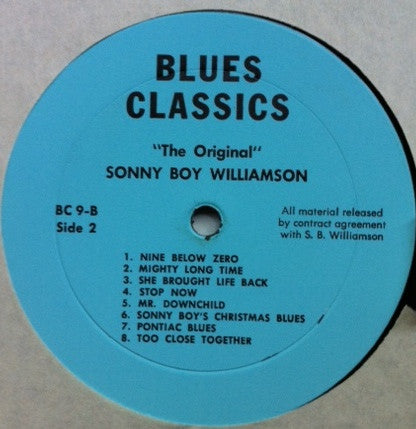 BLUES
CLASSICS
"The Original"
SONNY BOY WILLIAMSON
BC 9-B
Side 2
All material released
by contract agreement
with S. B. Williamson
1. NINE BELOW ZERO
2. MIGHTY LONG TIME
3. SHE BROUGHT LIFE BACK
4. STOP NOW
5. MR. DOWNCHILD
6. SONNY BOY'S CHRISTMAS BLUES
7. PONTIAC BLUES
8. TOO CLOSE TOGETHER